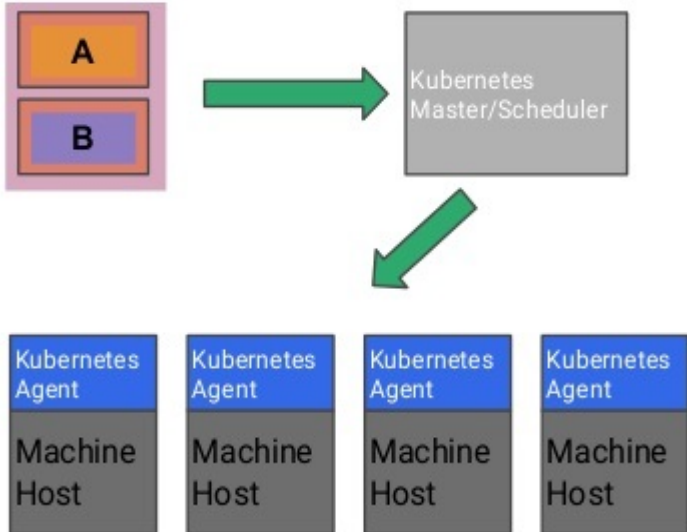 A
Kubernetes
Master/Scheduler
B
Kubernetes
Agent
Kubernetes
Agent
Kubernetes
Agent
Kubernetes
Agent
Machine
Host
Machine
Host
Machine
Host
Machine
Host